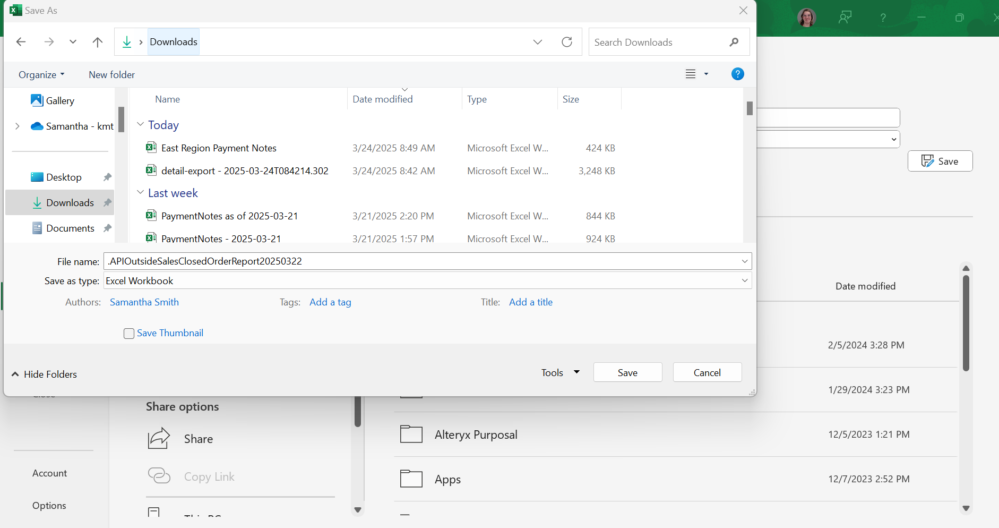 Save As
Downloads
Search Downloads
Organize
New folder
Gallery
Samantha - kmt
Desktop
Downloads
Documents
Name Date modified Type Size
Today
East Region Payment Notes 3/24/2025 8:49 AM Microsoft Excel W... 424 KB
detail-export - 2025-03-24T084214.302 3/24/2025 8:42 AM Microsoft Excel W... 3,248 KB
Last week
PaymentNotes as of 2025-03-21 3/21/2025 2:20 PM Microsoft Excel W... 844 KB
PaymentNotes - 2025-03-21 3/21/2025 1:57 PM Microsoft Excel W... 924 KB
File name: .APIOutsideSalesClosedOrderReport20250322
Save as type: Excel Workbook
Authors: Samantha Smith Tags: Add a tag Title: Add a title
Save Thumbnail
Hide Folders
Tools
Save
Cancel
Save
Date modified
2/5/2024 3:28 PM
1/29/2024 3:23 PM
Alteryx Purposal 12/5/2023 1:21 PM
Apps 12/7/2023 2:52 PM
Close
Account
Options
Share options
Share
Copy Link
This PC